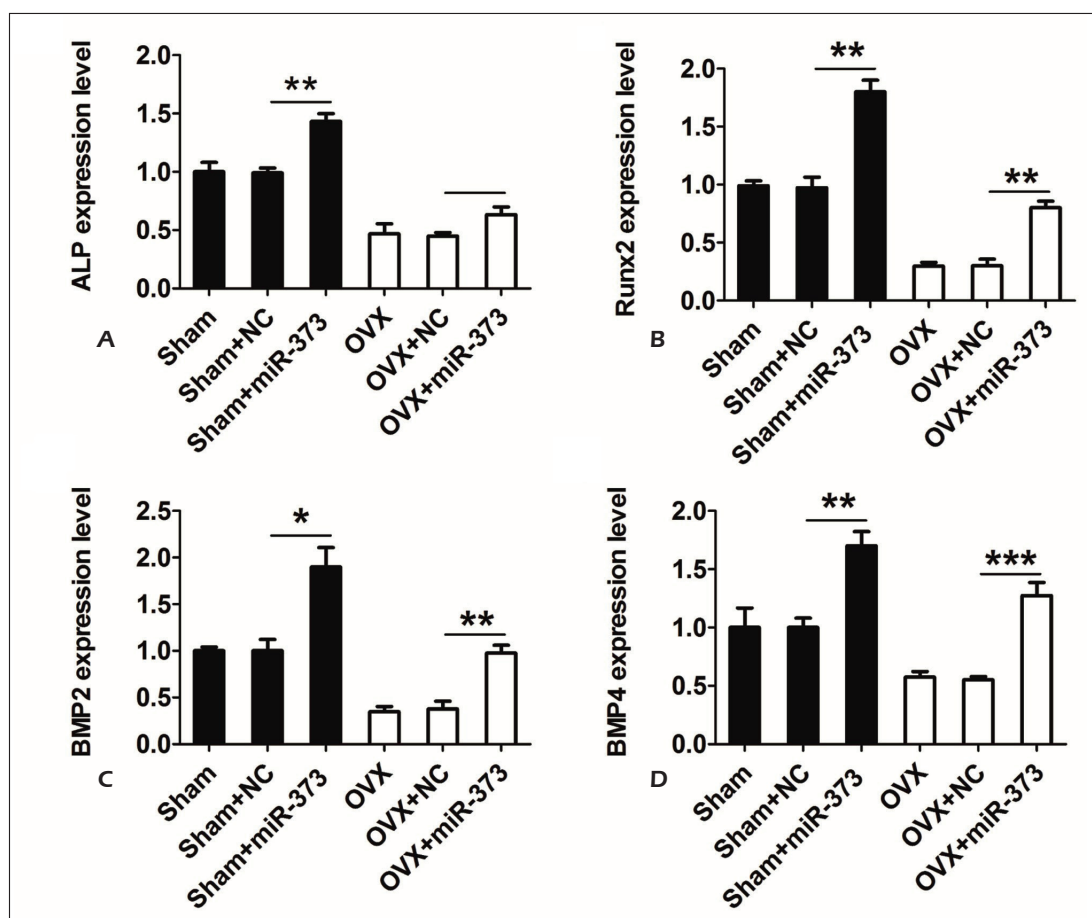 ALP expression level
2.0
1.5
1.0
0.5
0.0
**
Sham
Sham+NC
Sham+miR-373
OVX
OVX+NC
OVX+miR-373
A
Runx2 expression level
2.0
1.5
1.0
0.5
0.0
**
**
Sham
Sham+NC
Sham+miR-373
OVX
OVX+NC
OVX+miR-373
B
BMP2 expression level
2.5
2.0
1.5
1.0
0.5
0.0
*
**
Sham
Sham+NC
Sham+miR-373
OVX
OVX+NC
OVX+miR-373
C
BMP4 expression level
2.0
1.5
1.0
0.5
0.0
**
***
Sham
Sham+NC
Sham+miR-373
OVX
OVX+NC
OVX+miR-373
D